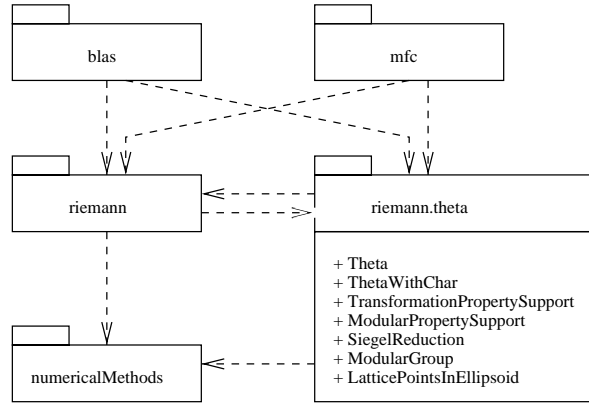 blas
mfc
riemann
riemann.theta
+ Theta
+ ThetaWithChar
+ TransformationPropertySupport
+ ModularPropertySupport
+ SiegelReduction
+ ModularGroup
+ LatticePointsInEllipsoid
numericalMethods